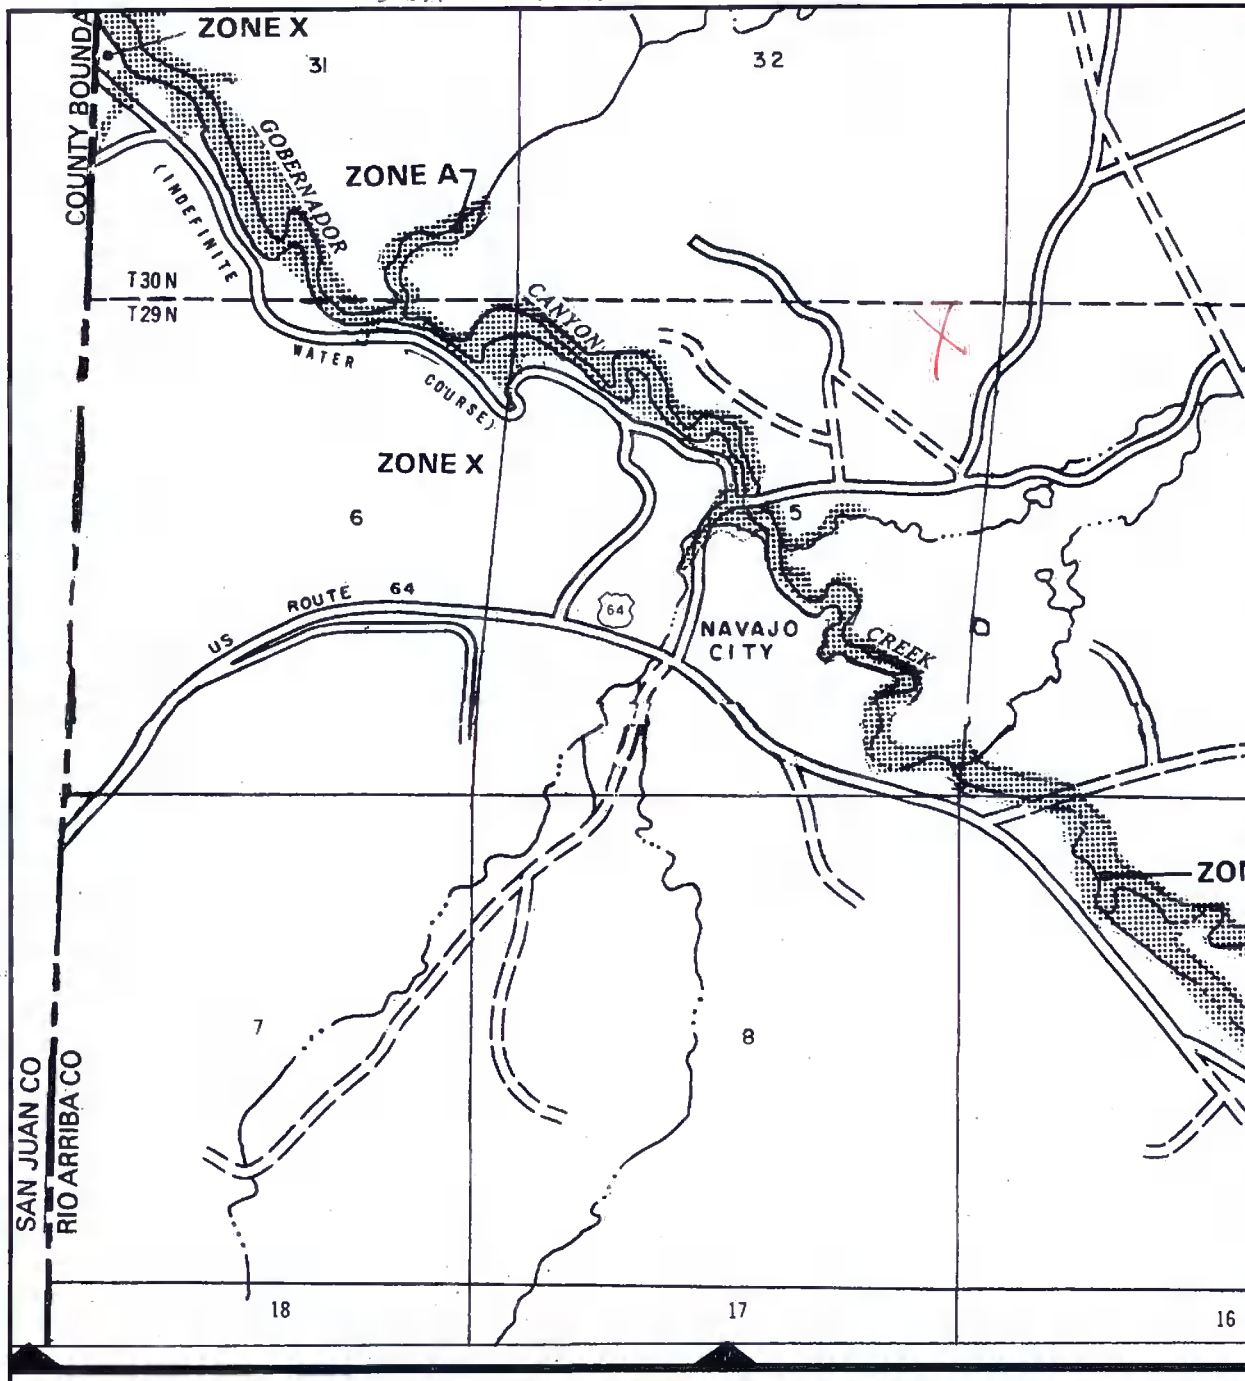 ZONE X
31
32
COUNTY BOUNDA
GOBERNADOR
ZONE A
(INDEFINITE
T30N
T29N
CANYON
WATER
COURSE)
ZONE X
6
5
US ROUTE 64
64
NAVAJO
CITY
CREEK
ZON
7
8
SAN JUAN CO
RIO ARRIBA CO
18
17
16